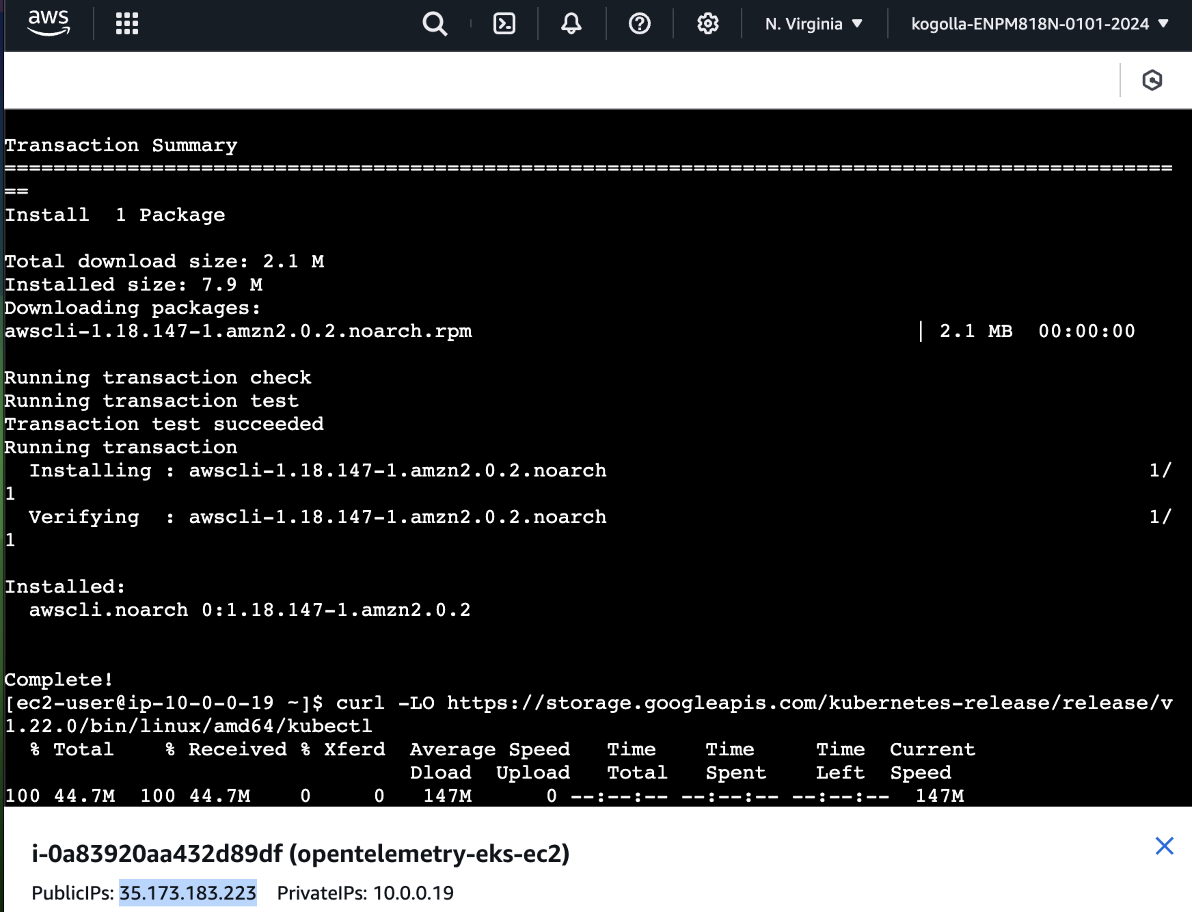 aws
N. Virginia ▼
kogolla-ENPM818N-0101-2024 ▼
Transaction Summary
===============================================================================================
==
Install  1 Package
Total download size: 2.1 M
Installed size: 7.9 M
Downloading packages:
awscli-1.18.147-1.amzn2.0.2.noarch.rpm | 2.1 MB  00:00:00
Running transaction check
Running transaction test
Transaction test succeeded
Running transaction
  Installing : awscli-1.18.147-1.amzn2.0.2.noarch 1/
1
  Verifying  : awscli-1.18.147-1.amzn2.0.2.noarch 1/
1
Installed:
  awscli.noarch 0:1.18.147-1.amzn2.0.2
Complete!
[ec2-user@ip-10-0-0-19 ~]$ curl -LO https://storage.googleapis.com/kubernetes-release/release/v
1.22.0/bin/linux/amd64/kubectl
  % Total    % Received % Xferd  Average Speed   Time    Time     Time  Current
                                 Dload  Upload   Total   Spent    Left  Speed
100 44.7M  100 44.7M    0     0   147M      0 --:--:-- --:--:-- --:--:--  147M
i-0a83920aa432d89df (opentelemetry-eks-ec2)
PublicIPs: 35.173.183.223 PrivateIPs: 10.0.0.19